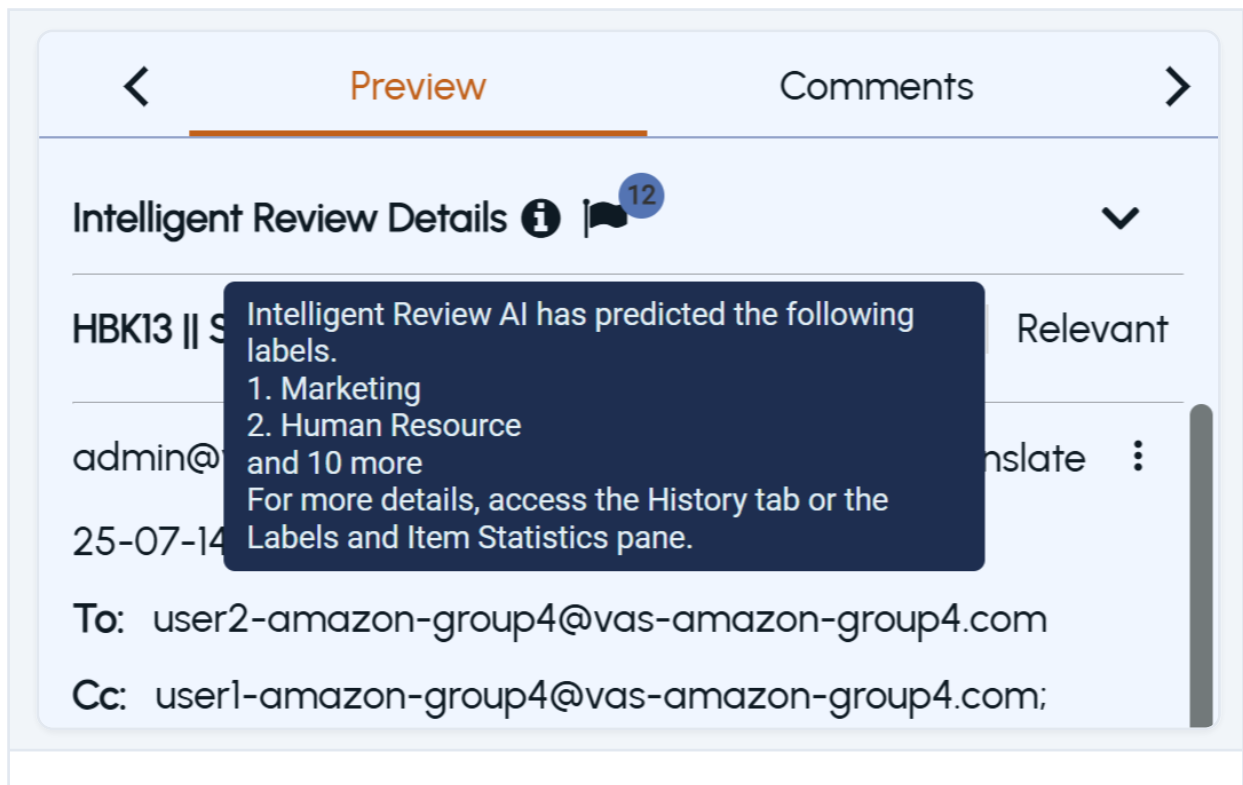 Preview Comments
Intelligent Review Details 12
HBK13 || S Relevant
Intelligent Review AI has predicted the following
labels.
1. Marketing
2. Human Resource
and 10 more
For more details, access the History tab or the
Labels and Item Statistics pane.
admin@ nslate
25-07-14
To: user2-amazon-group4@vas-amazon-group4.com
Cc: user1-amazon-group4@vas-amazon-group4.com;